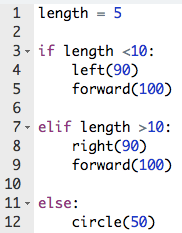 1 length = 5
2
3 if length <10:
4     left(90)
5     forward(100)
6
7 elif length >10:
8     right(90)
9     forward(100)
10
11 else:
12     circle(50)